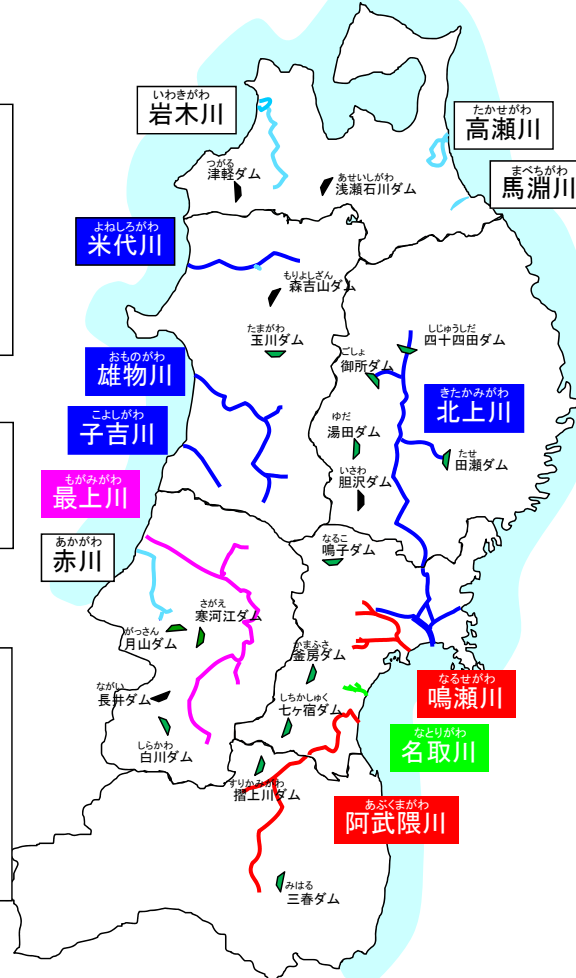 いわきがわ
岩木川
たかせがわ
高瀬川
まべちがわ
馬淵川
つがる
津軽ダム
あせいしがわ
浅瀬石川ダム
よねしろがわ
米代川
もりよしざん
森吉山ダム
たまがわ
玉川ダム
しじゅうしだ
四十四田ダム
ごしょ
御所ダム
おものがわ
雄物川
きたかみがわ
北上川
こよしがわ
子吉川
ゆだ
湯田ダム
たせ
田瀬ダム
いさわ
胆沢ダム
もがみがわ
最上川
あかがわ
赤川
なるこ
鳴子ダム
さがえ
寒河江ダム
がっさん
月山ダム
かまふさ
釜房ダム
ながい
長井ダム
しちかしゅく
七ヶ宿ダム
なるせがわ
鳴瀬川
なとりがわ
名取川
しらかわ
白川ダム
すりかみがわ
摺上川ダム
あぶくまがわ
阿武隈川
みはる
三春ダム